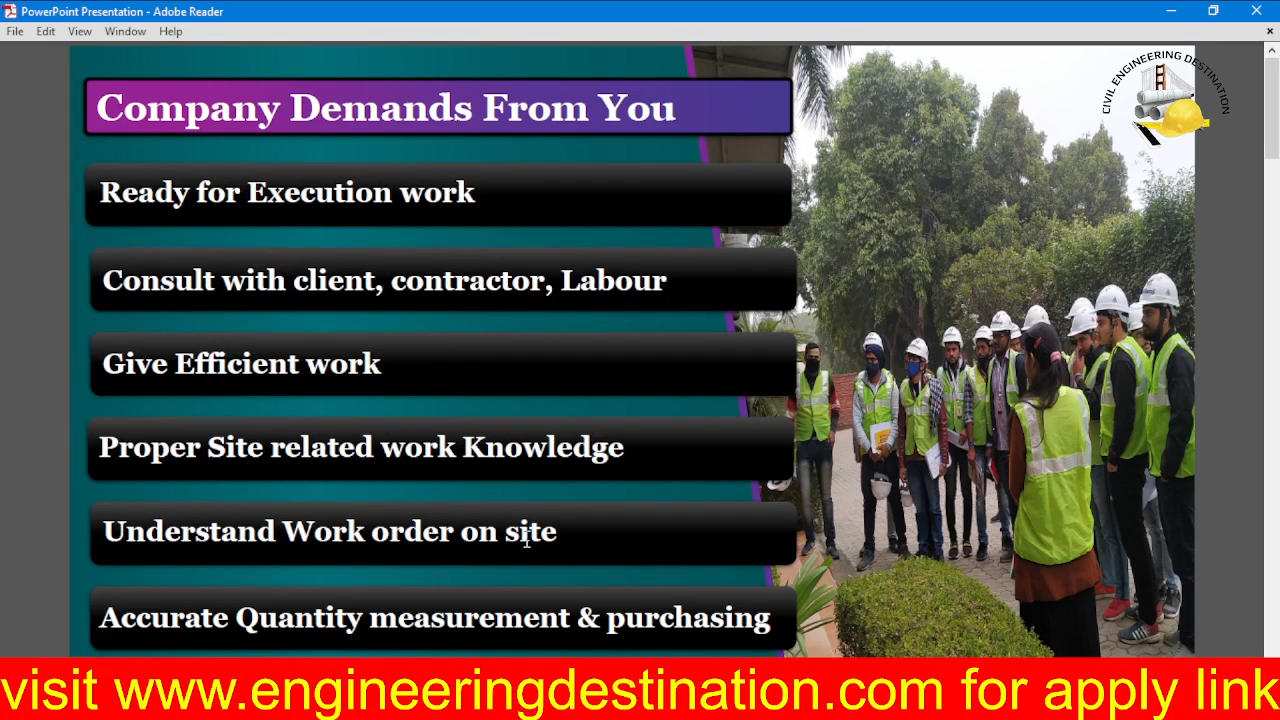 PowerPoint Presentation - Adobe Reader
File Edit View Window Help
CIVIL ENGINEERING DESTINATION
Company Demands From You
Ready for Execution work
Consult with client, contractor, Labour
Give Efficient work
Proper Site related work Knowledge
Understand Work order on site
Accurate Quantity measurement & purchasing
visit www.engineeringdestination.com for apply link